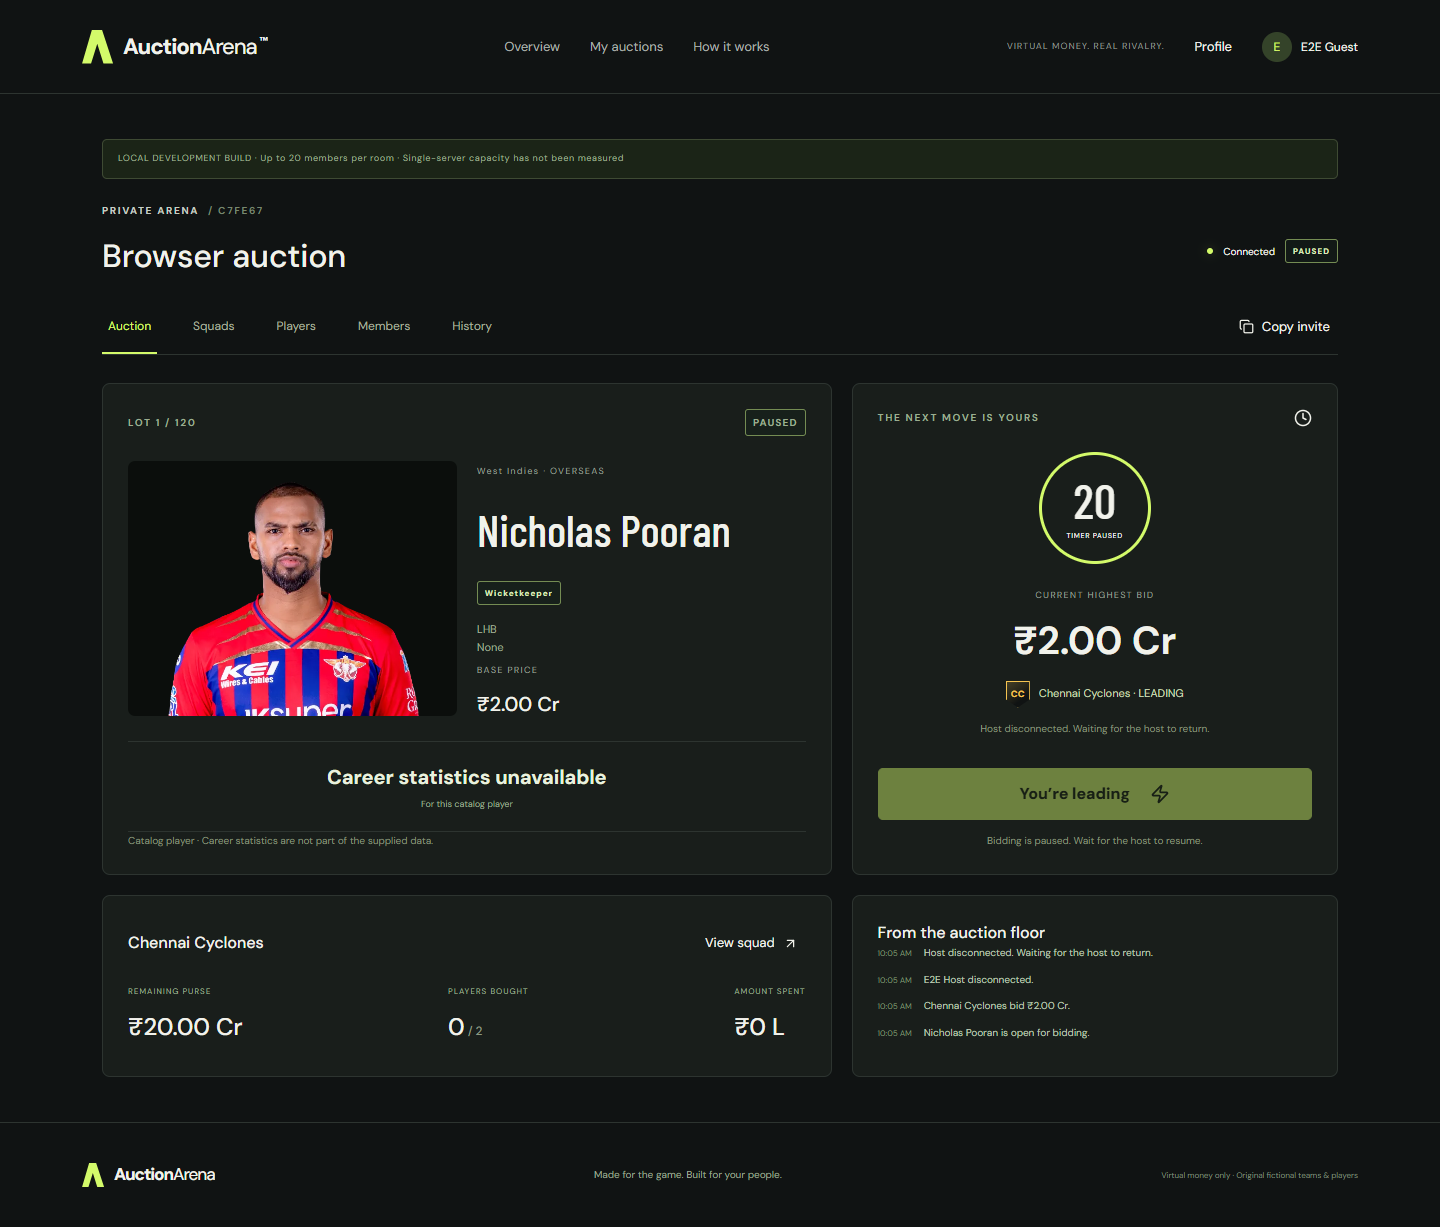 AuctionArena™
Overview
My auctions
How it works
VIRTUAL MONEY. REAL RIVALRY.
Profile
E
E2E Guest
LOCAL DEVELOPMENT BUILD · Up to 20 members per room · Single-server capacity has not been measured
PRIVATE ARENA / C7FE67
Browser auction
Connected
PAUSED
Auction
Squads
Players
Members
History
Copy invite
LOT 1 / 120
PAUSED
West Indies · OVERSEAS
Nicholas Pooran
Wicketkeeper
LHB
None
BASE PRICE
₹2.00 Cr
KEI
Wires & Cables
Career statistics unavailable
For this catalog player
Catalog player · Career statistics are not part of the supplied data.
THE NEXT MOVE IS YOURS
20
TIMER PAUSED
CURRENT HIGHEST BID
₹2.00 Cr
CC
Chennai Cyclones · LEADING
Host disconnected. Waiting for the host to return.
You’re leading
Bidding is paused. Wait for the host to resume.
Chennai Cyclones
View squad
REMAINING PURSE
₹20.00 Cr
PLAYERS BOUGHT
0 / 2
AMOUNT SPENT
₹0 L
From the auction floor
10:05 AM Host disconnected. Waiting for the host to return.
10:05 AM E2E Host disconnected.
10:05 AM Chennai Cyclones bid ₹2.00 Cr.
10:05 AM Nicholas Pooran is open for bidding.
AuctionArena
Made for the game. Built for your people.
Virtual money only · Original fictional teams & players